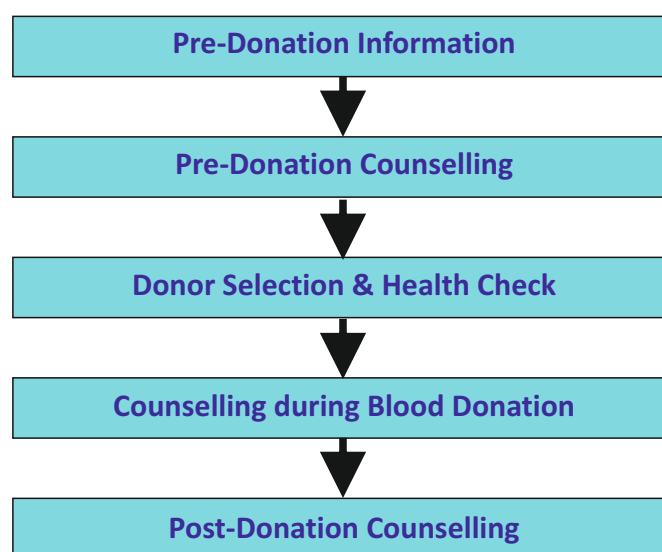 Pre-Donation Information
Pre-Donation Counselling
Donor Selection & Health Check
Counselling during Blood Donation
Post-Donation Counselling